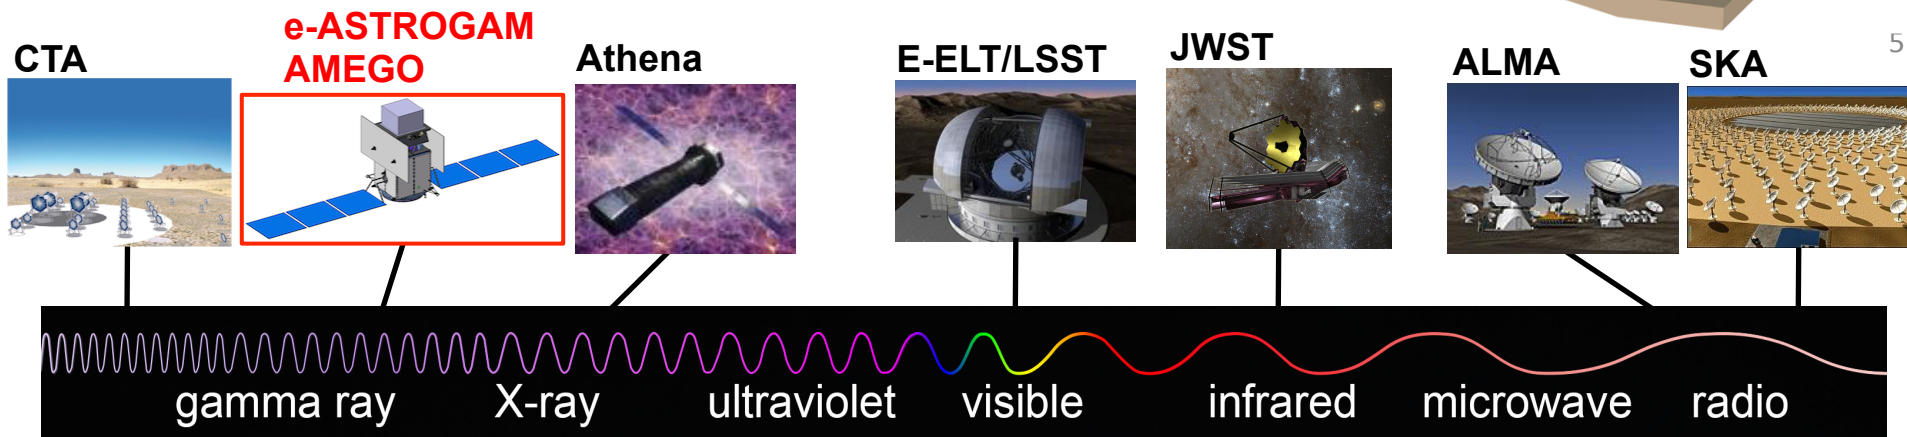 CTA
e-ASTROGAM
AMEGO
Athena
E-ELT/LSST
JWST
ALMA
SKA
5
gamma ray
X-ray
ultraviolet
visible
infrared
microwave
radio